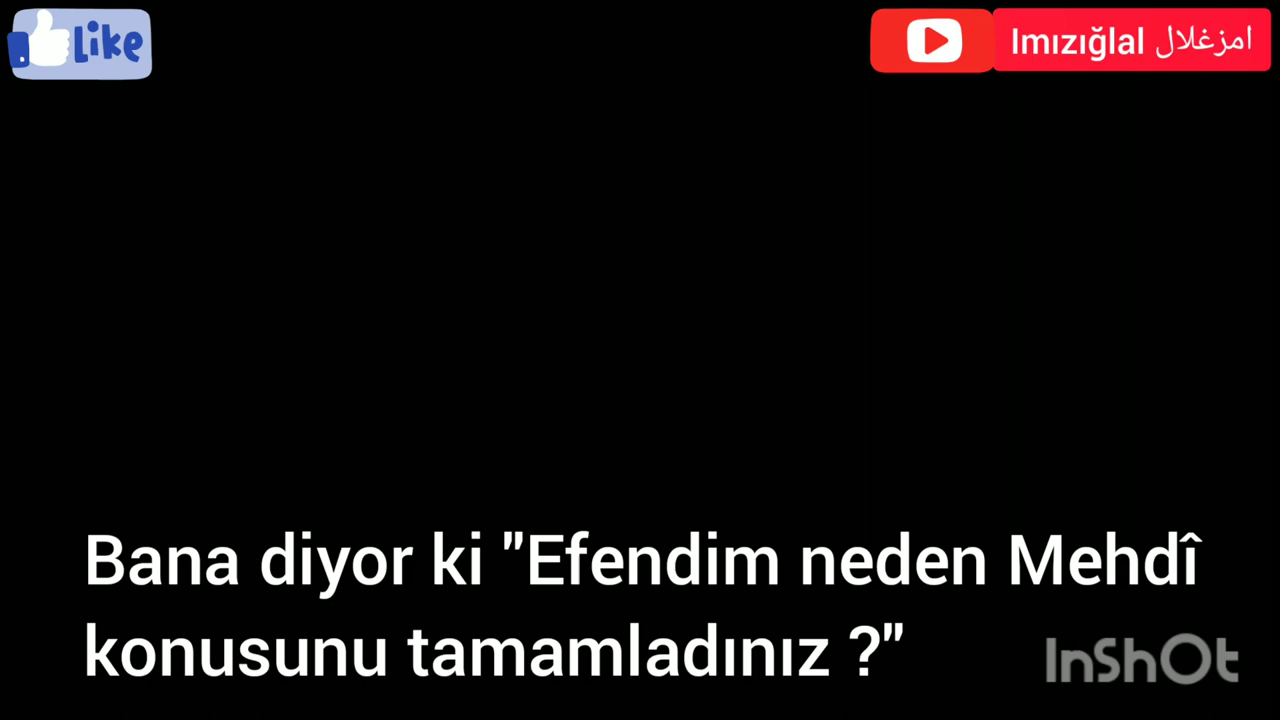 Like
Imızığlal امزغلال
Bana diyor ki "Efendim neden Mehdî
konusunu tamamladınız ?"
InShOt